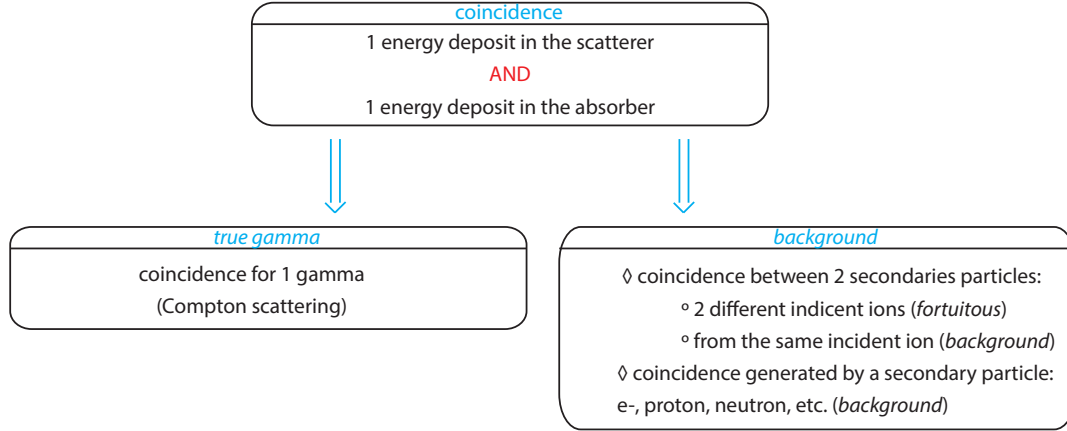 coincidence
1 energy deposit in the scatterer
AND
1 energy deposit in the absorber
true gamma
coincidence for 1 gamma
(Compton scattering)
background
◊ coincidence between 2 secondaries particles:
º 2 different indicent ions (fortuitous)
º from the same incident ion (background)
◊ coincidence generated by a secondary particle:
e-, proton, neutron, etc. (background)